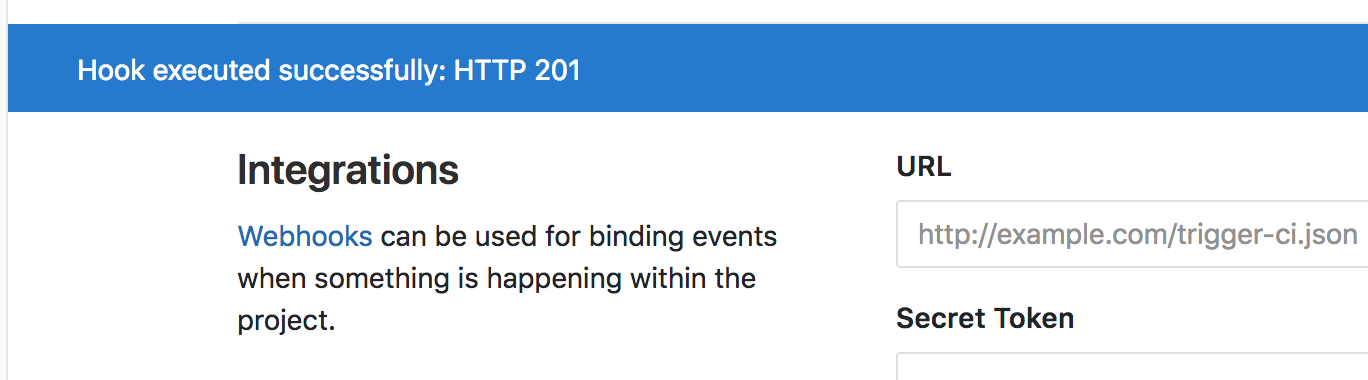 Hook executed successfully: HTTP 201
Integrations
Webhooks can be used for binding events
when something is happening within the
project.
URL
http://example.com/trigger-ci.json
Secret Token